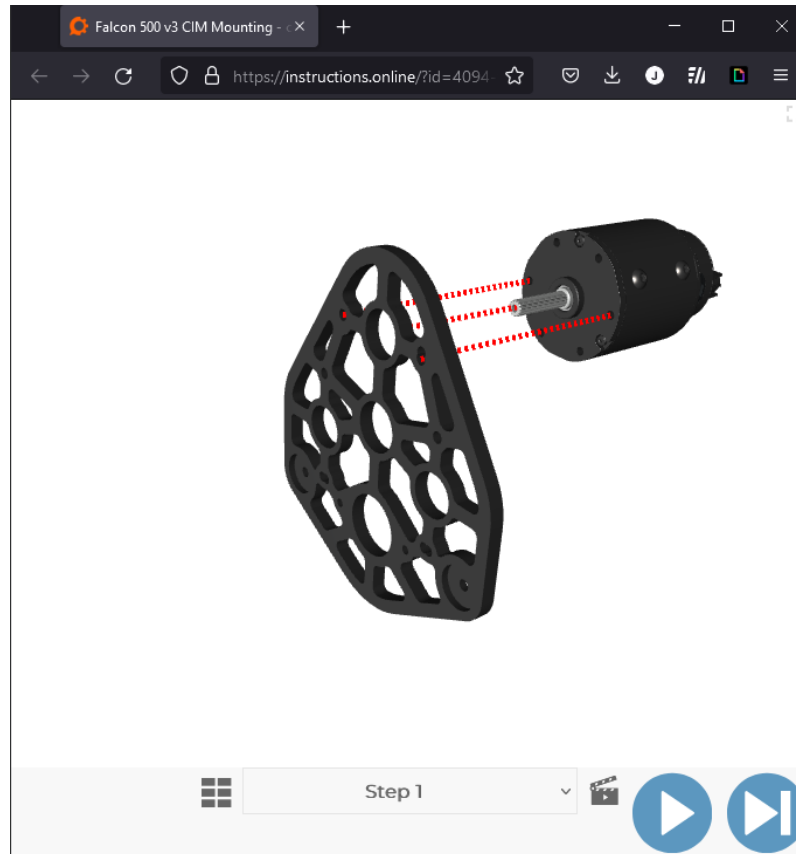 Falcon 500 v3 CIM Mounting -
https://instructions.online/?id=4094-
J
Step 1